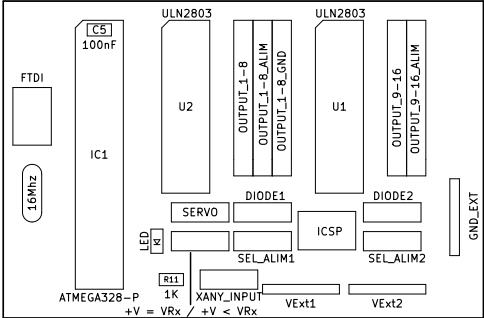 ULN2803
ULN2803
C5
100nF
FTDI
OUTPUT_1-8
OUTPUT_1-8_ALIM
OUTPUT_1-8_GND
OUTPUT_9-16
OUTPUT_9-16_ALIM
U2
U1
IC1
16Mhz
DIODE1
DIODE2
SERVO
GND_EXT
ICSP
LED
SEL_ALIM1
SEL_ALIM2
R11
1K
ATMEGA328-P
XANY_INPUT
VExt1
VExt2
+V = VRx / +V < VRx